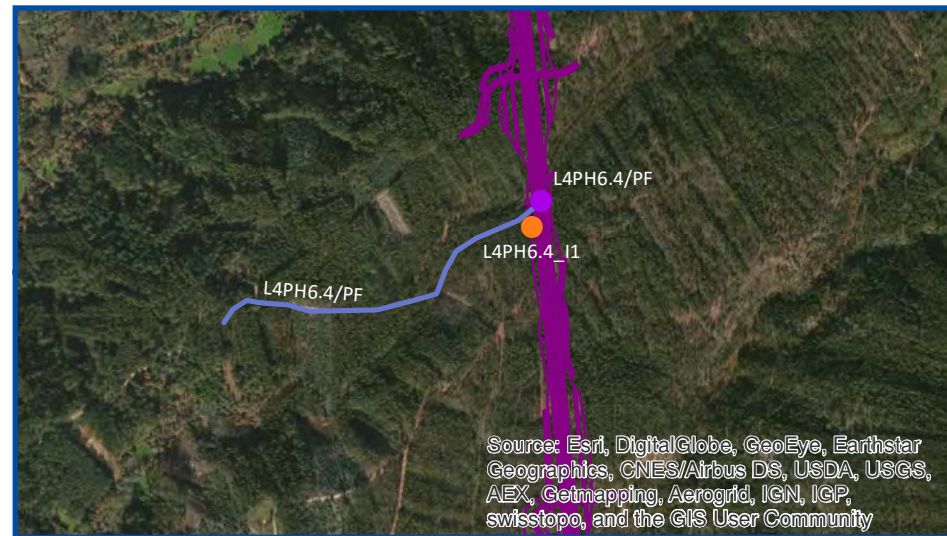 L4PH6.4/PF
L4PH6.4_I1
L4PH6.4/PF
Source: Esri, DigitalGlobe, GeoEye, Earthstar
Geographics, CNES/Airbus DS, USDA, USGS,
AEX, Getmapping, Aerogrid, IGN, IGP,
swisstopo, and the GIS User Community